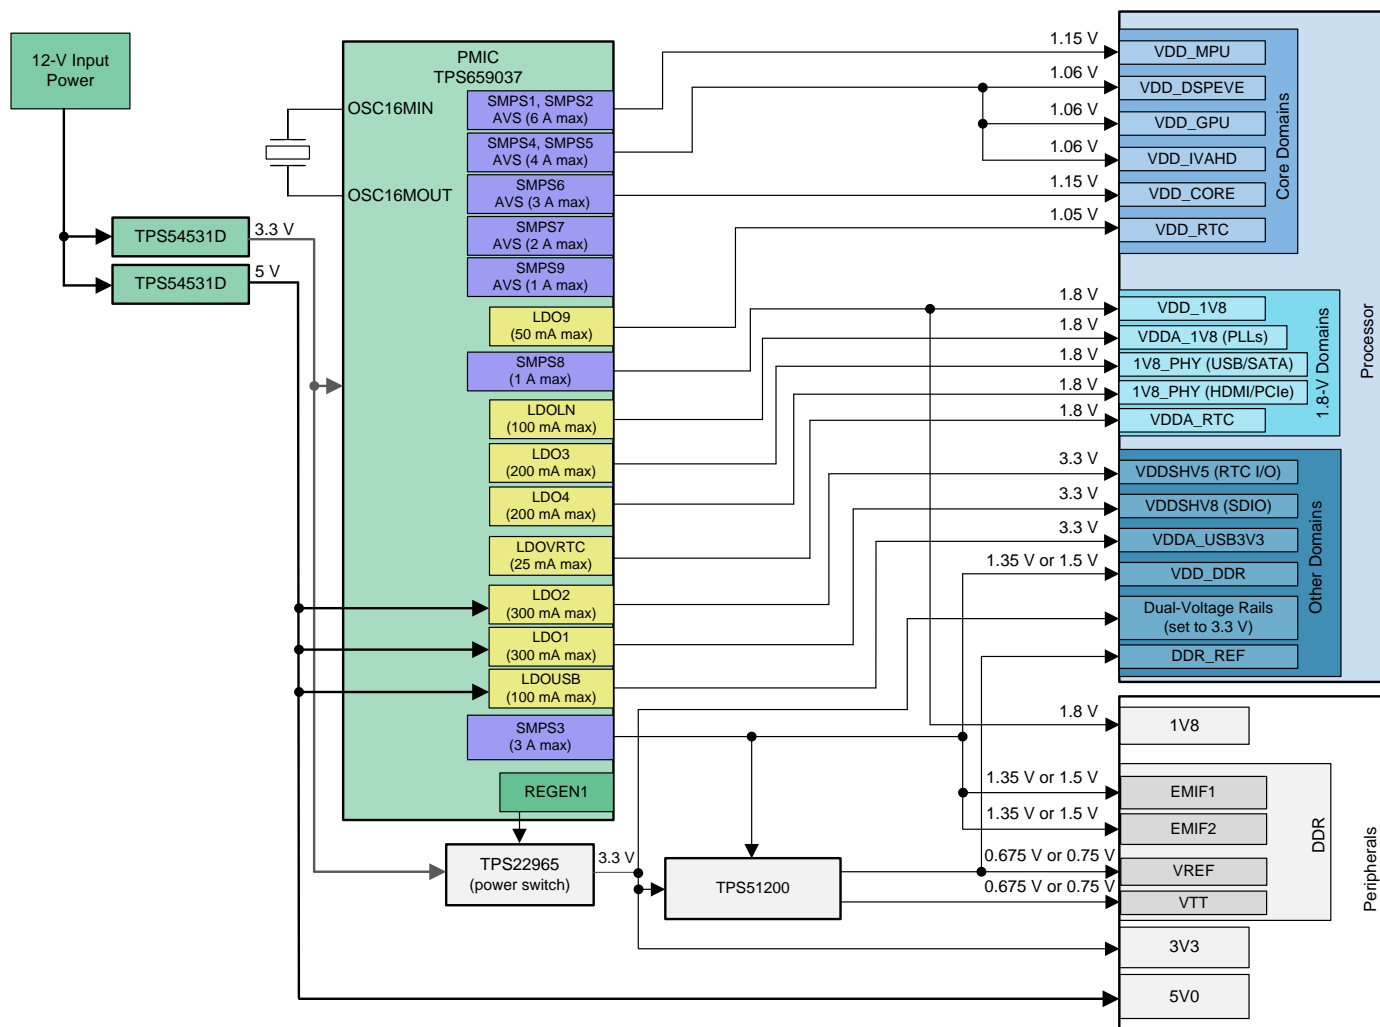 12-V Input
Power
TPS54531D
3.3 V
TPS54531D
5 V
PMIC
TPS659037
OSC16MIN
OSC16MOUT
SMPS1, SMPS2
AVS (6 A max)
SMPS4, SMPS5
AVS (4 A max)
SMPS6
AVS (3 A max)
SMPS7
AVS (2 A max)
SMPS9
AVS (1 A max)
LDO9
(50 mA max)
SMPS8
(1 A max)
LDOLN
(100 mA max)
LDO3
(200 mA max)
LDO4
(200 mA max)
LDOVRTC
(25 mA max)
LDO2
(300 mA max)
LDO1
(300 mA max)
LDOUSB
(100 mA max)
SMPS3
(3 A max)
REGEN1
TPS22965
(power switch)
3.3 V
TPS51200
1.15 V
VDD_MPU
1.06 V
VDD_DSPEVE
1.06 V
VDD_GPU
1.06 V
VDD_IVAHD
1.15 V
VDD_CORE
1.05 V
VDD_RTC
Core Domains
1.8 V
VDD_1V8
1.8 V
VDDA_1V8 (PLLs)
1.8 V
1V8_PHY (USB/SATA)
1.8 V
1V8_PHY (HDMI/PCIe)
1.8 V
VDDA_RTC
1.8-V Domains
3.3 V
VDDSHV5 (RTC I/O)
3.3 V
VDDSHV8 (SDIO)
3.3 V
VDDA_USB3V3
1.35 V or 1.5 V
VDD_DDR
Dual-Voltage Rails
(set to 3.3 V)
DDR_REF
Other Domains
Processor
1.8 V
1V8
1.35 V or 1.5 V
EMIF1
1.35 V or 1.5 V
EMIF2
0.675 V or 0.75 V
VREF
0.675 V or 0.75 V
VTT
DDR
3V3
5V0
Peripherals